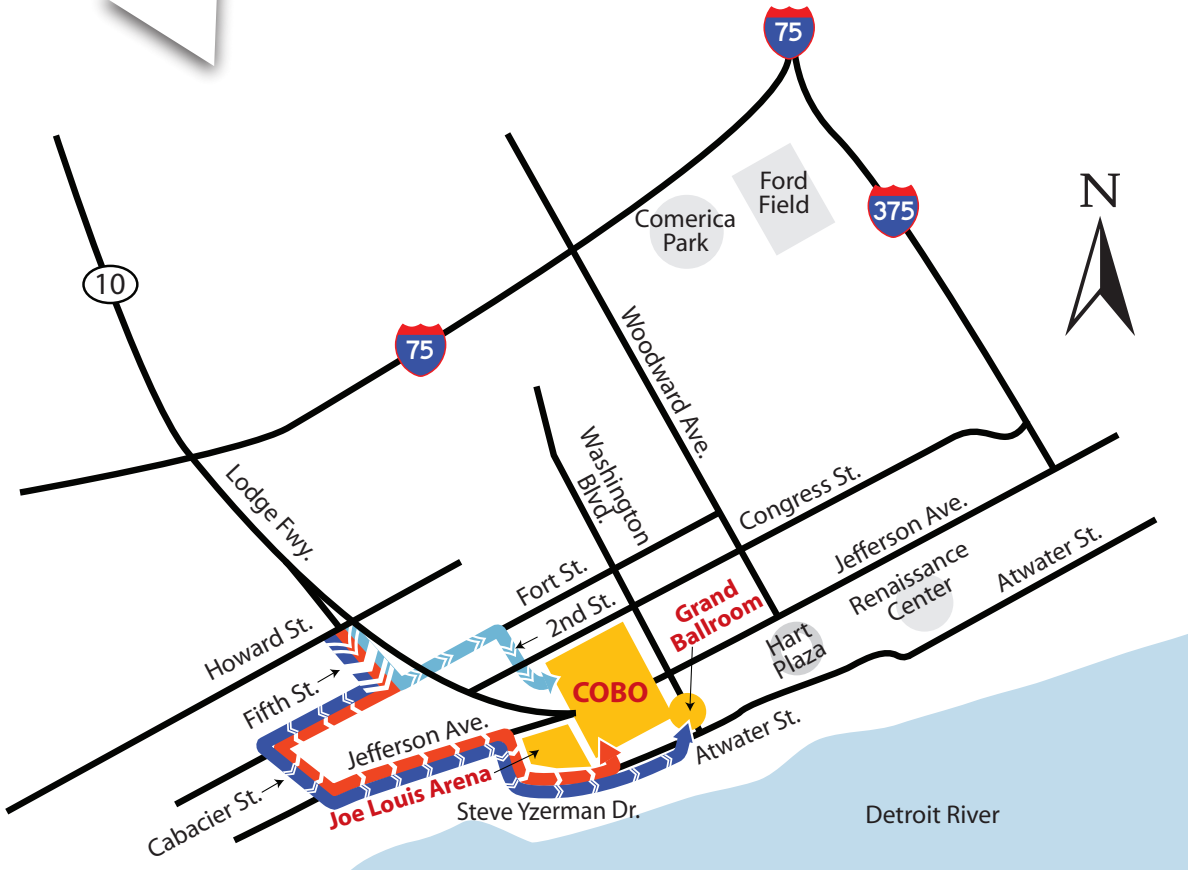 75
Ford
Field
Comerica
Park
375
N
10
75
Woodward Ave.
Washington
Blvd.
Lodge Fwy.
Congress St.
Jefferson Ave.
Renaissance
Center
Atwater St.
Fort St.
2nd St.
Grand
Ballroom
Howard St.
Hart
Plaza
Fifth St.
COBO
Jefferson Ave.
Atwater St.
Joe Louis Arena
Cabacier St.
Steve Yzerman Dr.
Detroit River